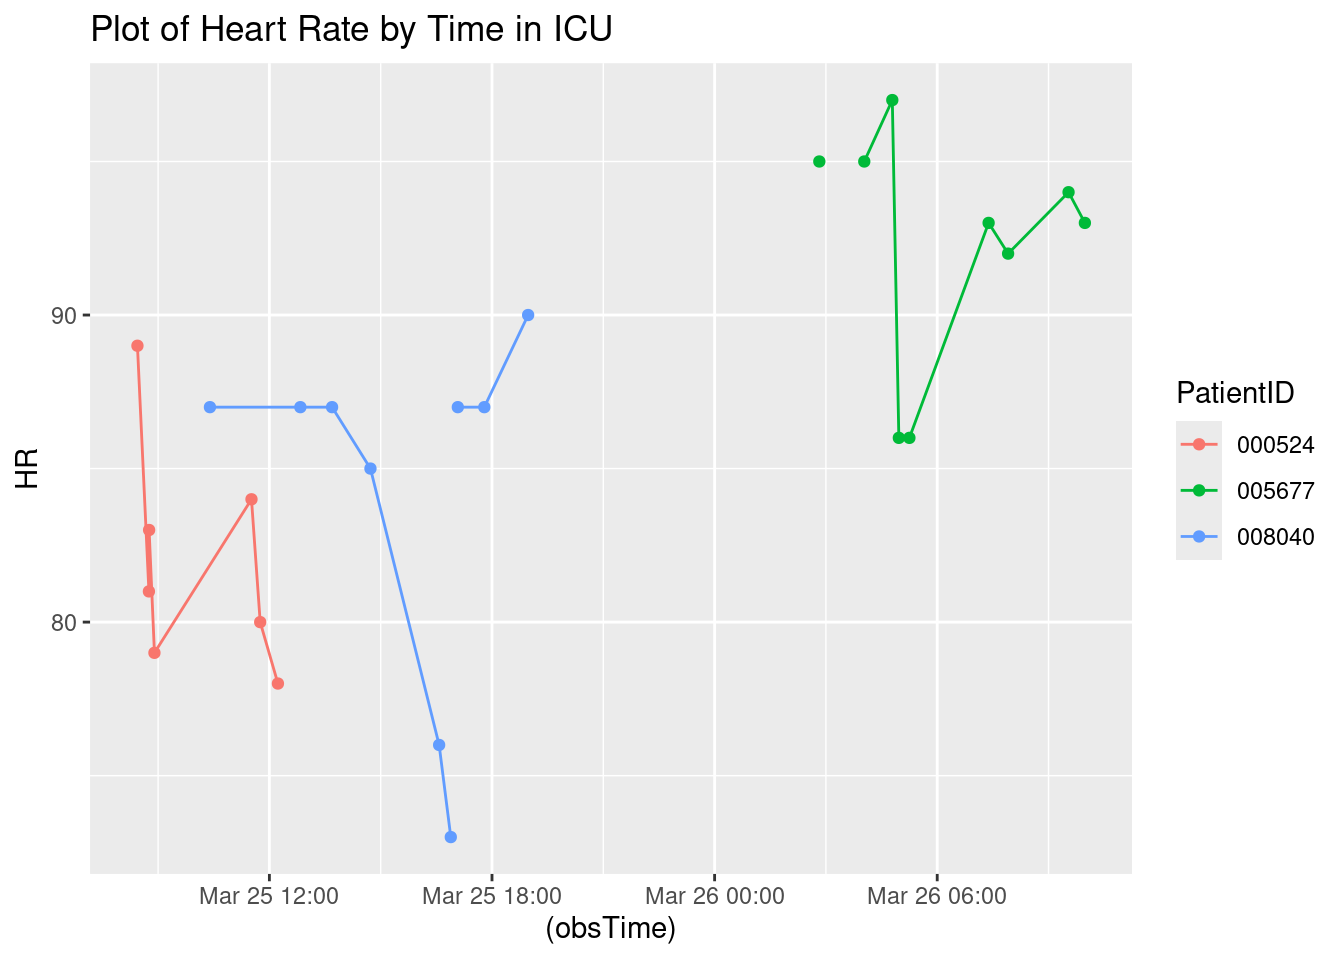 Plot of Heart Rate by Time in ICU
HR
90
80
Mar 25 12:00 Mar 25 18:00 Mar 26 00:00 Mar 26 06:00
(obsTime)
PatientID
000524
005677
008040